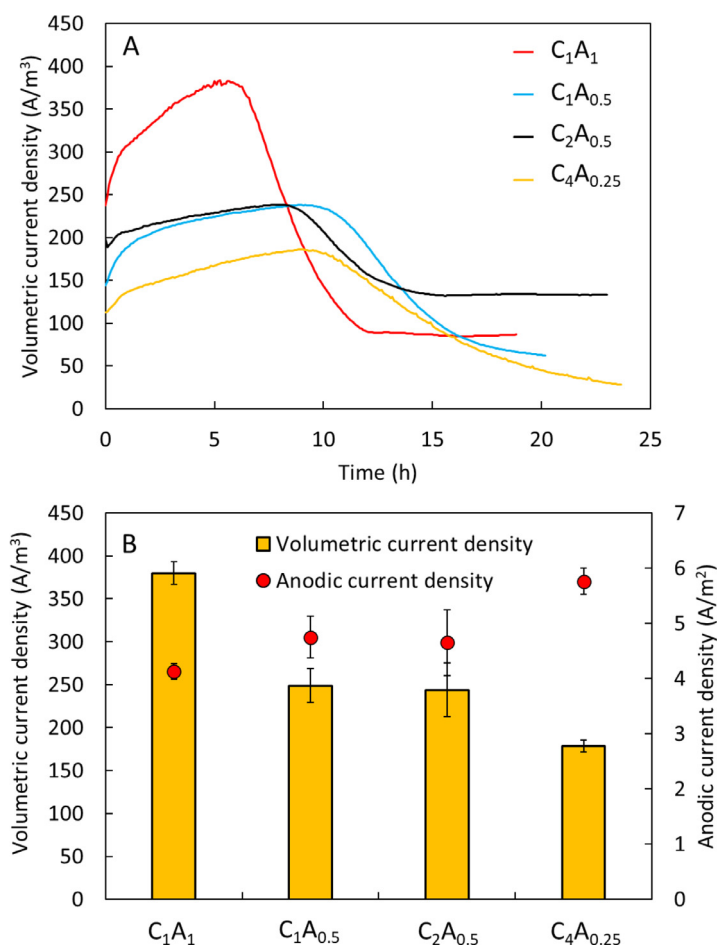 A
Volumetric current density (A/m³)
450
400
350
300
250
200
150
100
50
0
C₁A₁
C₁A₀.₅
C₂A₀.₅
C₄A₀.₂₅
0
5
10
15
20
25
Time (h)
B
Volumetric current density (A/m³)
450
400
350
300
250
200
150
100
50
0
Volumetric current density
Anodic current density
7
6
5
4
3
2
1
0
Anodic current density (A/m²)
C₁A₁
C₁A₀.₅
C₂A₀.₅
C₄A₀.₂₅